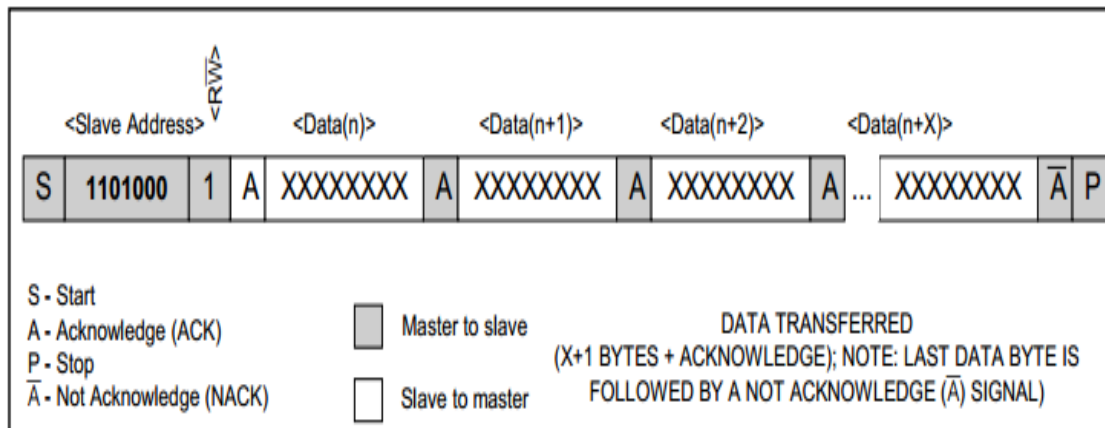 <RW̅>
<Slave Address> <Data(n)> <Data(n+1)> <Data(n+2)> <Data(n+X)>
S 1101000 1 A XXXXXXXX A XXXXXXXX A XXXXXXXX A ... XXXXXXXX A̅ P
S - Start
A - Acknowledge (ACK)
P - Stop
A̅ - Not Acknowledge (NACK)
Master to slave
Slave to master
DATA TRANSFERRED
(X+1 BYTES + ACKNOWLEDGE); NOTE: LAST DATA BYTE IS
FOLLOWED BY A NOT ACKNOWLEDGE (A̅) SIGNAL)